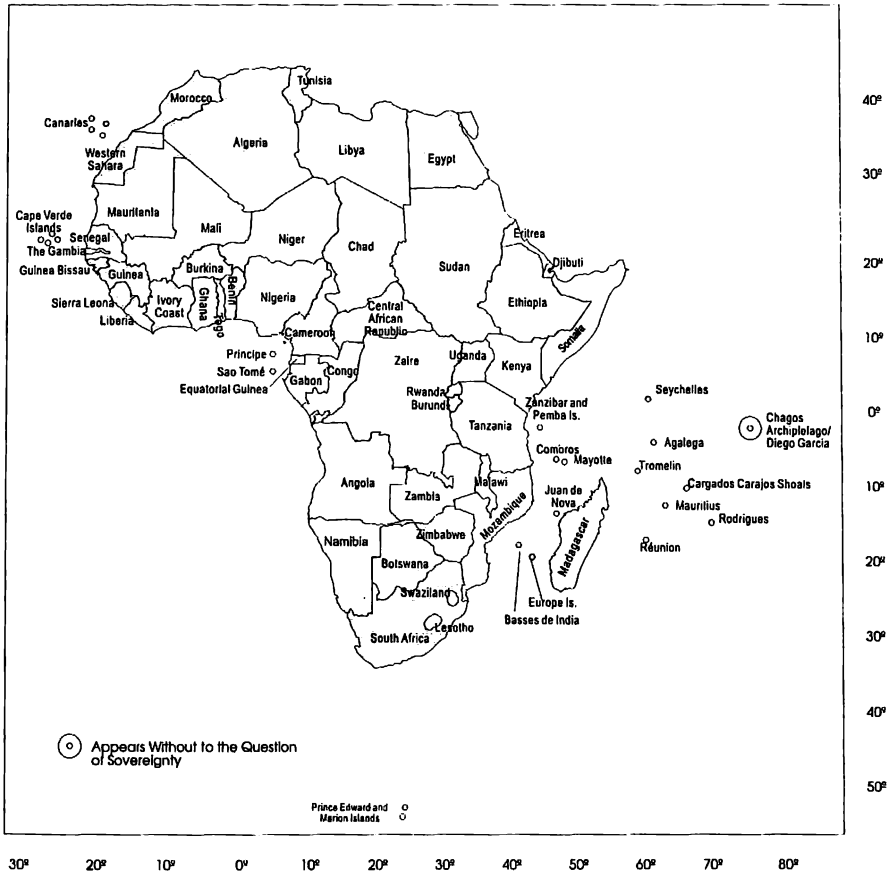 Tunisia
Morocco
Canaries
Western
Sahara
Algeria
Libya
Egypt
Mauritania
Cape Verde
Islands
Senegal
The Gambia
Guinea Bissau
Guinea
Sierra Leona
Liberia
Mali
Burkina
Ivory
Coast
Ghana
Togo
Benin
Niger
Nigeria
Chad
Sudan
Eritrea
Djibuti
Ethiopia
Somalia
Central
African
Republic
Cameroon
Principe
Sao Tomé
Equatorial Guinea
Gabon
Congo
Zaire
Uganda
Kenya
Rwanda
Burundi
Tanzania
Zanzibar and
Pemba Is.
Seychelles
Chagos
Archiplelago/
Diego Garcia
Agalega
Comoros
Mayotte
Tromelin
Cargados Carajos Shoals
Mauritius
Rodrigues
Réunion
Juan de
Nova
Madagascar
Angola
Zambia
Malawi
Mozambique
Zimbabwe
Namibia
Botswana
Swaziland
Lesotho
South Africa
Europe Is.
Basses de India
Appears Without to the Question
of Sovereignty
Prince Edward and
Marion Islands
40º
30º
20º
10º
0º
10º
20º
30º
40º
50º
30º 20º 10º 0º 10º 20º 30º 40º 50º 60º 70º 80º